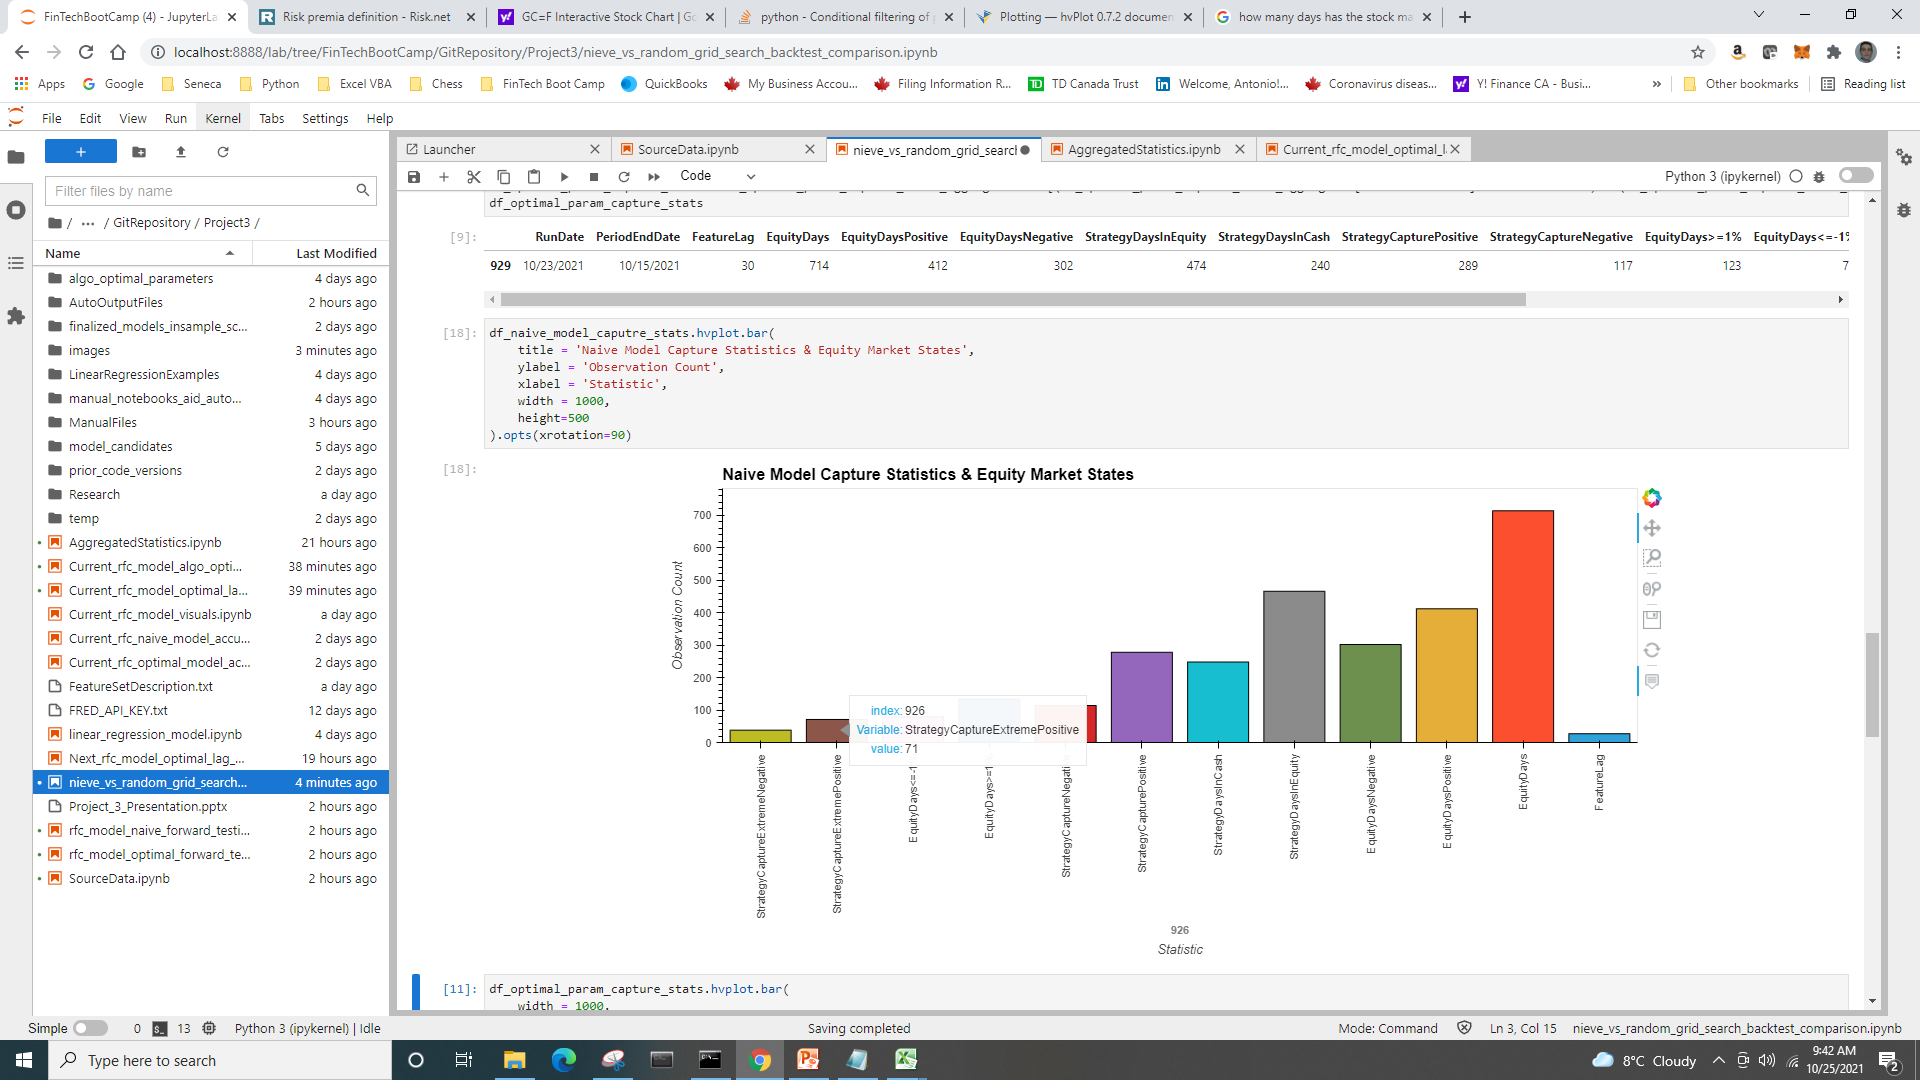 FinTechBootCamp (4) - JupyterLa
Risk premia definition - Risk.net
GC=F Interactive Stock Chart | Go
python - Conditional filtering of p
Plotting — hvPlot 0.7.2 documen
how many days has the stock ma
localhost:8888/lab/tree/FinTechBootCamp/GitRepository/Project3/nieve_vs_random_grid_search_backtest_comparison.ipynb
Apps Google Seneca Python Excel VBA Chess FinTech Boot Camp QuickBooks My Business Accou... Filing Information R... TD Canada Trust Welcome, Antonio!... Coronavirus diseas... Y! Finance CA - Busi... » Other bookmarks Reading list
File Edit View Run Kernel Tabs Settings Help
Filter files by name
/ ... / GitRepository / Project3 /
Name Last Modified
algo_optimal_parameters 4 days ago
AutoOutputFiles 2 hours ago
finalized_models_insample_sc... 2 days ago
images 3 minutes ago
LinearRegressionExamples 4 days ago
manual_notebooks_aid_auto... 4 days ago
ManualFiles 3 hours ago
model_candidates 5 days ago
prior_code_versions 2 days ago
Research a day ago
temp 2 days ago
AggregatedStatistics.ipynb 21 hours ago
Current_rfc_model_algo_opti... 38 minutes ago
Current_rfc_model_optimal_la... 39 minutes ago
Current_rfc_model_visuals.ipynb a day ago
Current_rfc_naive_model_accu... 2 days ago
Current_rfc_optimal_model_ac... 2 days ago
FeatureSetDescription.txt a day ago
FRED_API_KEY.txt 12 days ago
linear_regression_model.ipynb 4 days ago
Next_rfc_model_optimal_lag_... 19 hours ago
nieve_vs_random_grid_search... 4 minutes ago
Project_3_Presentation.pptx 2 hours ago
rfc_model_naive_forward_testi... 2 hours ago
rfc_model_optimal_forward_te... 2 hours ago
SourceData.ipynb 2 hours ago
Launcher
SourceData.ipynb
nieve_vs_random_grid_search
AggregatedStatistics.ipynb
Current_rfc_model_optimal_l
Code
Python 3 (ipykernel)
df_optimal_param_capture_stats
[9]: RunDate PeriodEndDate FeatureLag EquityDays EquityDaysPositive EquityDaysNegative StrategyDaysInEquity StrategyDaysInCash StrategyCapturePositive StrategyCaptureNegative EquityDays>=1% EquityDays<=-1%
929 10/23/2021 10/15/2021 30 714 412 302 474 240 289 117 123 7
[18]: df_naive_model_caputre_stats.hvplot.bar(
title = 'Naive Model Capture Statistics & Equity Market States',
ylabel = 'Observation Count',
xlabel = 'Statistic',
width = 1000,
height=500
).opts(xrotation=90)
[18]:
Naive Model Capture Statistics & Equity Market States
Observation Count
700
600
500
400
300
200
100
0
index: 926
Variable: StrategyCaptureExtremePositive
value: 71
StrategyCaptureExtremeNegative
StrategyCaptureExtremePositive
EquityDays<=-1
EquityDays>=1
StrategyCaptureNegati
StrategyCapturePositive
StrategyDaysInCash
StrategyDaysInEquity
EquityDaysNegative
EquityDaysPositive
EquityDays
FeatureLag
926
Statistic
[11]: df_optimal_param_capture_stats.hvplot.bar(
width = 1000,
Simple 0 13 Python 3 (ipykernel) | Idle
Saving completed
Mode: Command Ln 3, Col 15 nieve_vs_random_grid_search_backtest_comparison.ipynb
Type here to search
8°C Cloudy
9:42 AM
10/25/2021
2